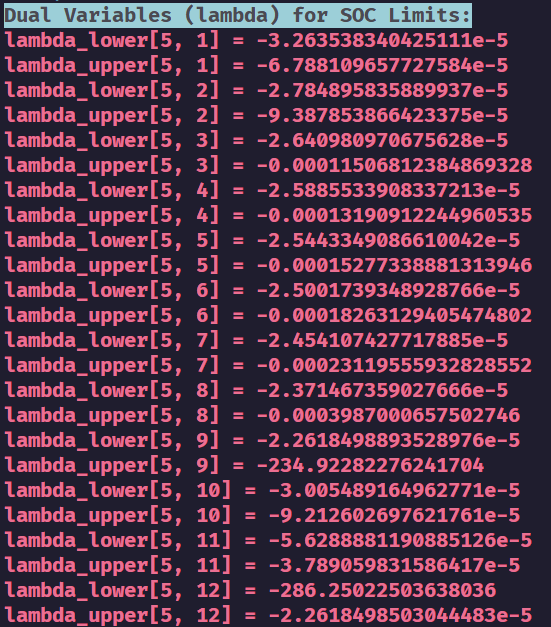 Dual Variables (lambda) for SOC Limits:
lambda_lower[5, 1] = -3.263538340425111e-5
lambda_upper[5, 1] = -6.788109657727584e-5
lambda_lower[5, 2] = -2.784895835889937e-5
lambda_upper[5, 2] = -9.387853866423375e-5
lambda_lower[5, 3] = -2.640980970675628e-5
lambda_upper[5, 3] = -0.00011506812384869328
lambda_lower[5, 4] = -2.5885533908337213e-5
lambda_upper[5, 4] = -0.00013190912244960535
lambda_lower[5, 5] = -2.5443349086610042e-5
lambda_upper[5, 5] = -0.00015277338881313946
lambda_lower[5, 6] = -2.5001739348928766e-5
lambda_upper[5, 6] = -0.00018263129405474802
lambda_lower[5, 7] = -2.454107427717885e-5
lambda_upper[5, 7] = -0.00023119555932828552
lambda_lower[5, 8] = -2.371467359027666e-5
lambda_upper[5, 8] = -0.0003987000657502746
lambda_lower[5, 9] = -2.2618498893528976e-5
lambda_upper[5, 9] = -234.92282276241704
lambda_lower[5, 10] = -3.005489164962771e-5
lambda_upper[5, 10] = -9.212602697621761e-5
lambda_lower[5, 11] = -5.6288881190885126e-5
lambda_upper[5, 11] = -3.789059831586417e-5
lambda_lower[5, 12] = -286.25022503638036
lambda_upper[5, 12] = -2.2618498503044483e-5